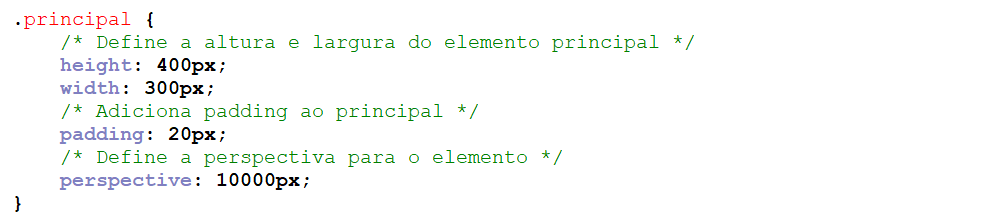 .principal {
    /* Define a altura e largura do elemento principal */
    height: 400px;
    width: 300px;
    /* Adiciona padding ao principal */
    padding: 20px;
    /* Define a perspectiva para o elemento */
    perspective: 10000px;
}